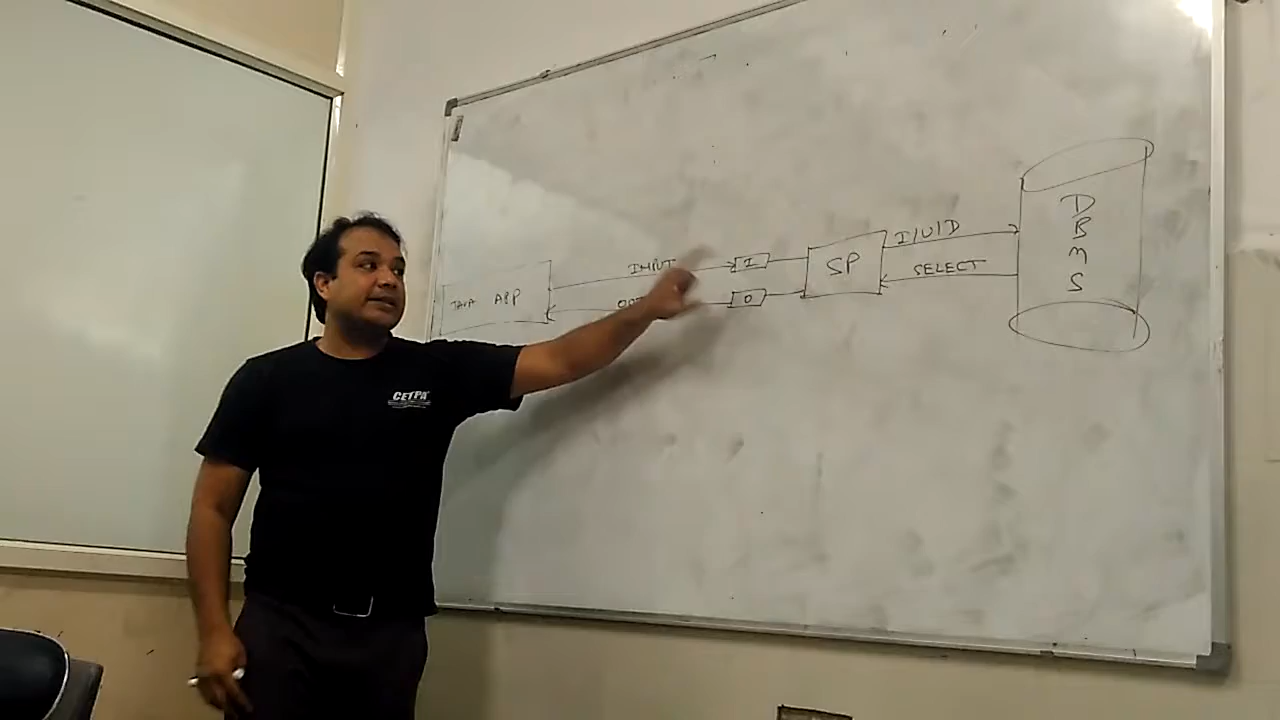 JAVA APP
INPUT
I
O
SP
I/U/D
SELECT
DBMS
CETPA